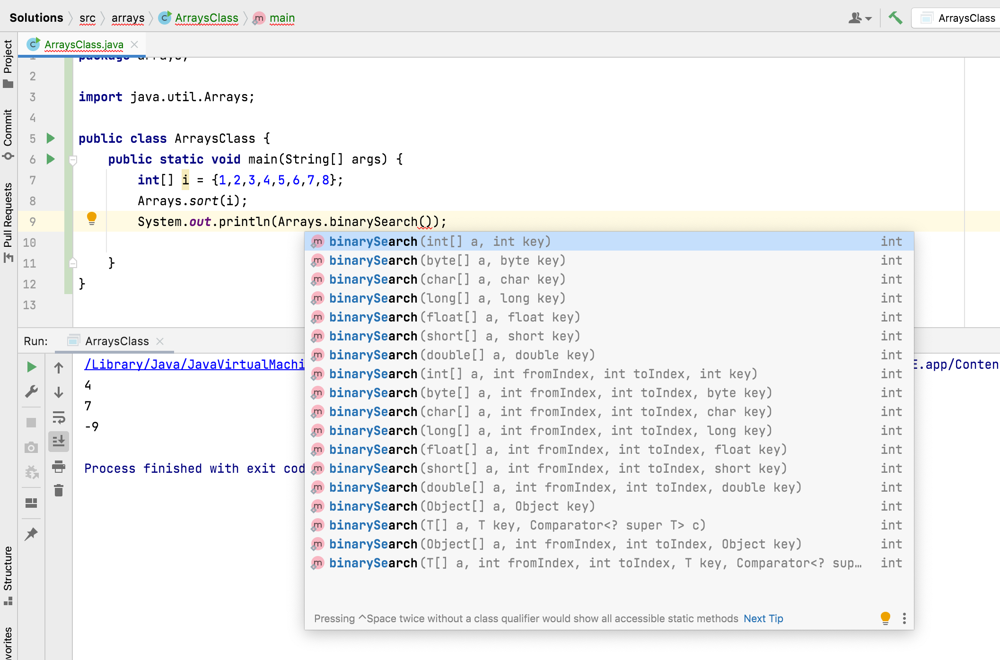 Solutions src arrays ArraysClass main ArraysClass
ArraysClass.java
Project
Commit
Pull Requests
1 package arrays;
2
3 import java.util.Arrays;
4
5 public class ArraysClass {
6 public static void main(String[] args) {
7 int[] i = {1,2,3,4,5,6,7,8};
8 Arrays.sort(i);
9 System.out.println(Arrays.binarySearch());
10
11 }
12 }
13
binarySearch(int[] a, int key) int
binarySearch(byte[] a, byte key) int
binarySearch(char[] a, char key) int
binarySearch(long[] a, long key) int
binarySearch(float[] a, float key) int
binarySearch(short[] a, short key) int
binarySearch(double[] a, double key) int
binarySearch(int[] a, int fromIndex, int toIndex, int key) int
binarySearch(byte[] a, int fromIndex, int toIndex, byte key) int
binarySearch(char[] a, int fromIndex, int toIndex, char key) int
binarySearch(long[] a, int fromIndex, int toIndex, long key) int
binarySearch(float[] a, int fromIndex, int toIndex, float key) int
binarySearch(short[] a, int fromIndex, int toIndex, short key) int
binarySearch(double[] a, int fromIndex, int toIndex, double key) int
binarySearch(Object[] a, Object key) int
binarySearch(T[] a, T key, Comparator<? super T> c) int
binarySearch(Object[] a, int fromIndex, int toIndex, Object key) int
binarySearch(T[] a, int fromIndex, int toIndex, T key, Comparator<? sup… int
Pressing ^Space twice without a class qualifier would show all accessible static methods Next Tip
Run: ArraysClass
/Library/Java/JavaVirtualMachi E.app/Conten
4
7
-9
Process finished with exit cod
Structure
vorites